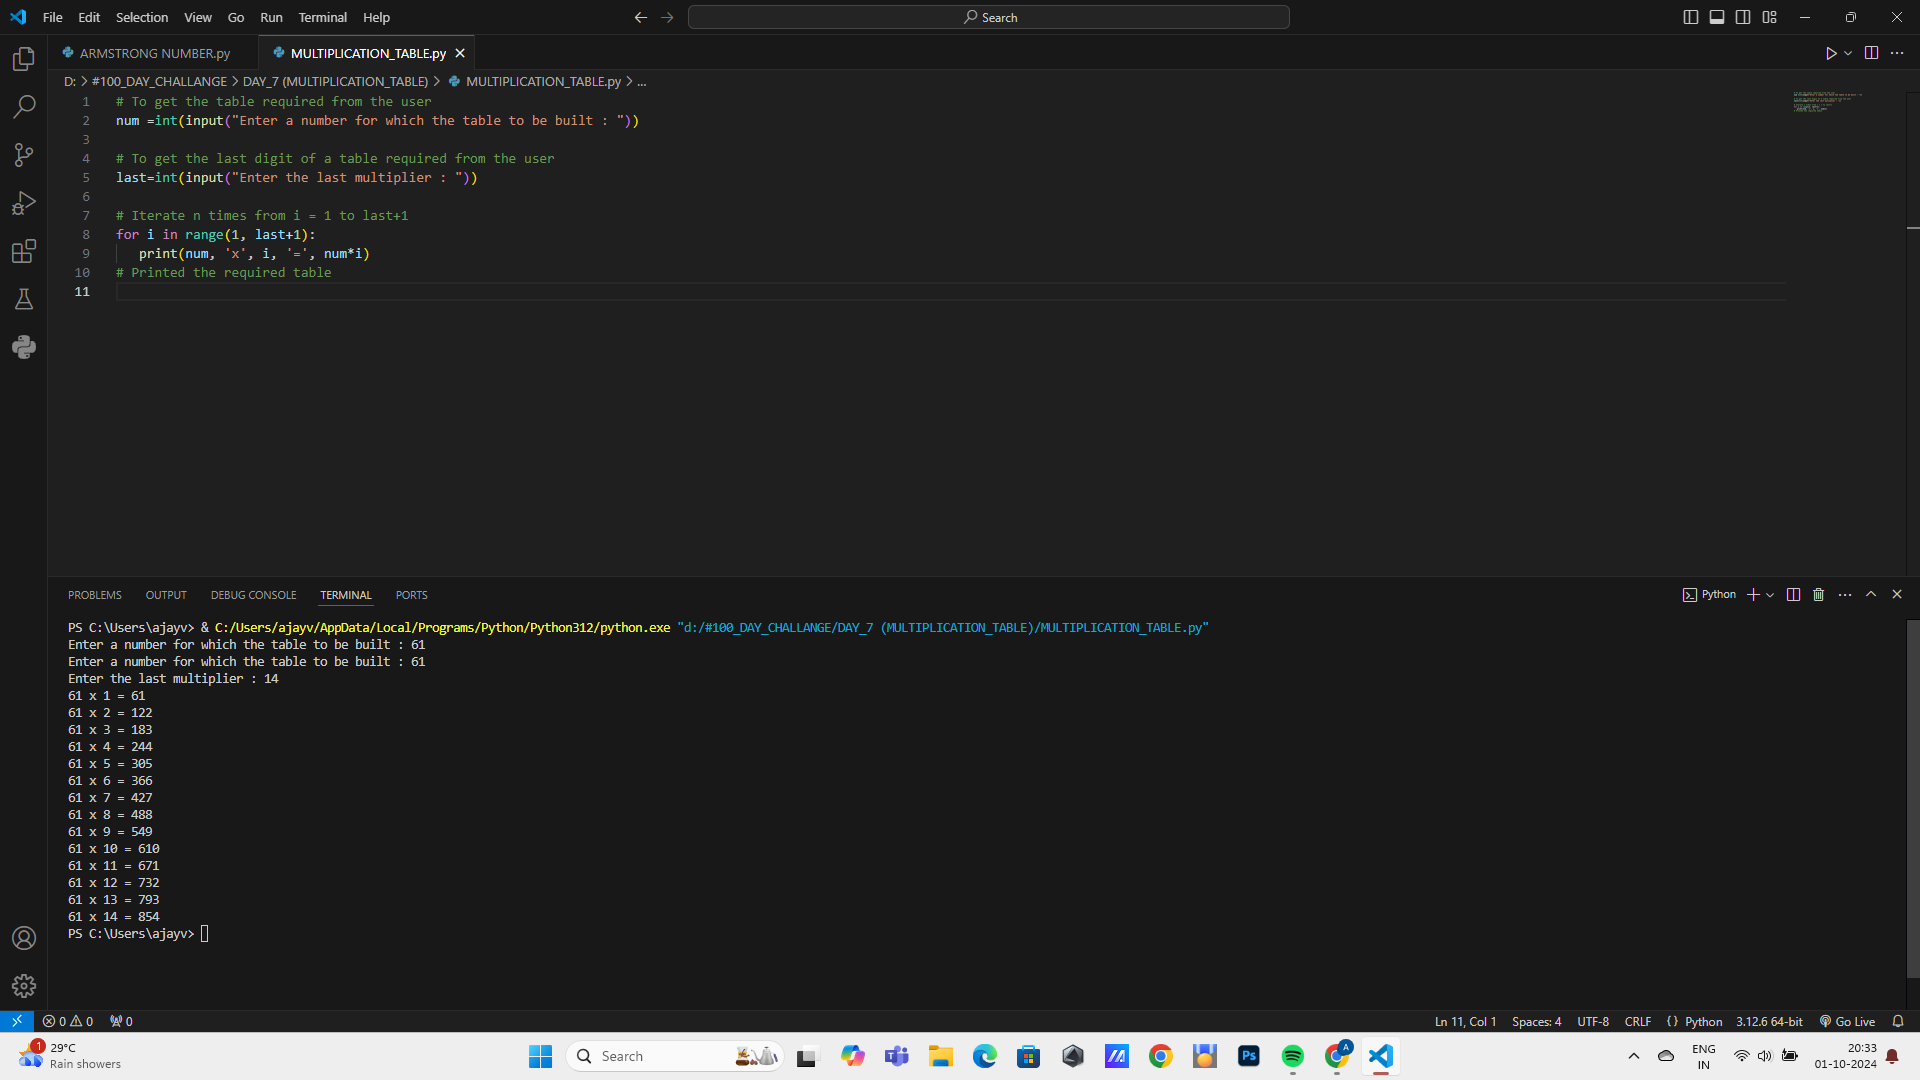 File Edit Selection View Go Run Terminal Help
Search
ARMSTRONG NUMBER.py MULTIPLICATION_TABLE.py
D: > #100_DAY_CHALLANGE > DAY_7 (MULTIPLICATION_TABLE) > MULTIPLICATION_TABLE.py > ...
1 # To get the table required from the user
2 num =int(input("Enter a number for which the table to be built : "))
3
4 # To get the last digit of a table required from the user
5 last=int(input("Enter the last multiplier : "))
6
7 # Iterate n times from i = 1 to last+1
8 for i in range(1, last+1):
9 print(num, 'x', i, '=', num*i)
10 # Printed the required table
11
PROBLEMS OUTPUT DEBUG CONSOLE TERMINAL PORTS
Python
PS C:\Users\ajayv> & C:/Users/ajayv/AppData/Local/Programs/Python/Python312/python.exe "d:/#100_DAY_CHALLANGE/DAY_7 (MULTIPLICATION_TABLE)/MULTIPLICATION_TABLE.py"
Enter a number for which the table to be built : 61
Enter a number for which the table to be built : 61
Enter the last multiplier : 14
61 x 1 = 61
61 x 2 = 122
61 x 3 = 183
61 x 4 = 244
61 x 5 = 305
61 x 6 = 366
61 x 7 = 427
61 x 8 = 488
61 x 9 = 549
61 x 10 = 610
61 x 11 = 671
61 x 12 = 732
61 x 13 = 793
61 x 14 = 854
PS C:\Users\ajayv>
0 0 0
Ln 11, Col 1 Spaces: 4 UTF-8 CRLF {} Python 3.12.6 64-bit Go Live
1
29°C
Rain showers
Search
Ps
A
ENG
IN
20:33
01-10-2024